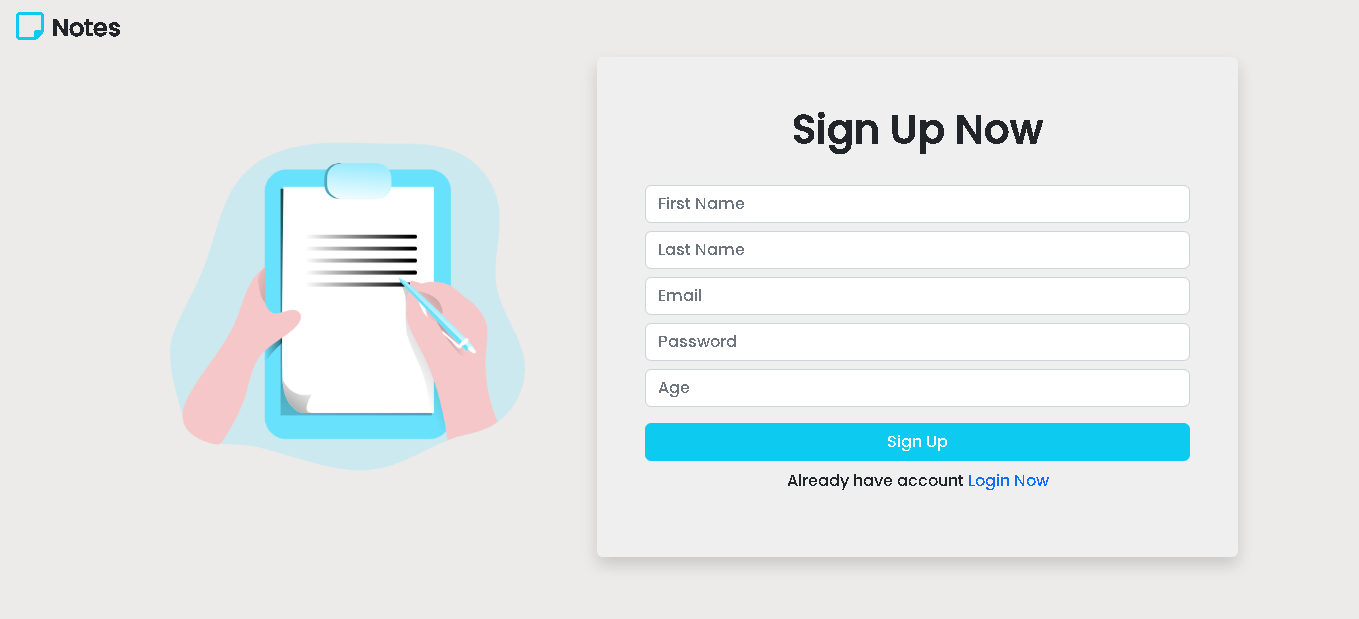 Notes
Sign Up Now
First Name
Last Name
Email
Password
Age
Sign Up
Already have account Login Now